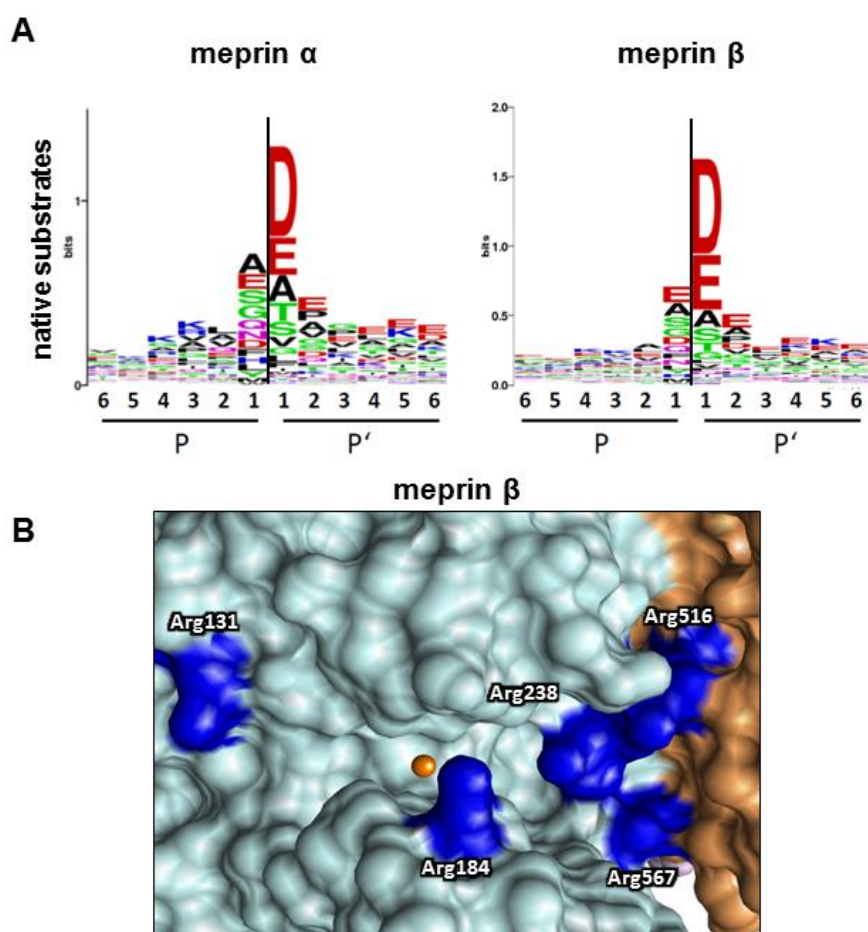 A
meprin α
meprin β
native substrates
bits
1
0
bits
2.0
1.5
1.0
0.5
0.0
D
E
A
T
S
A
E
S
G
N
D
E
P
A
D
E
A
S
T
E
A
S
E
A
6 5 4 3 2 1 1 2 3 4 5 6
6 5 4 3 2 1 1 2 3 4 5 6
P P‘
P P‘
meprin β
B
Arg131
Arg516
Arg238
Arg184
Arg567